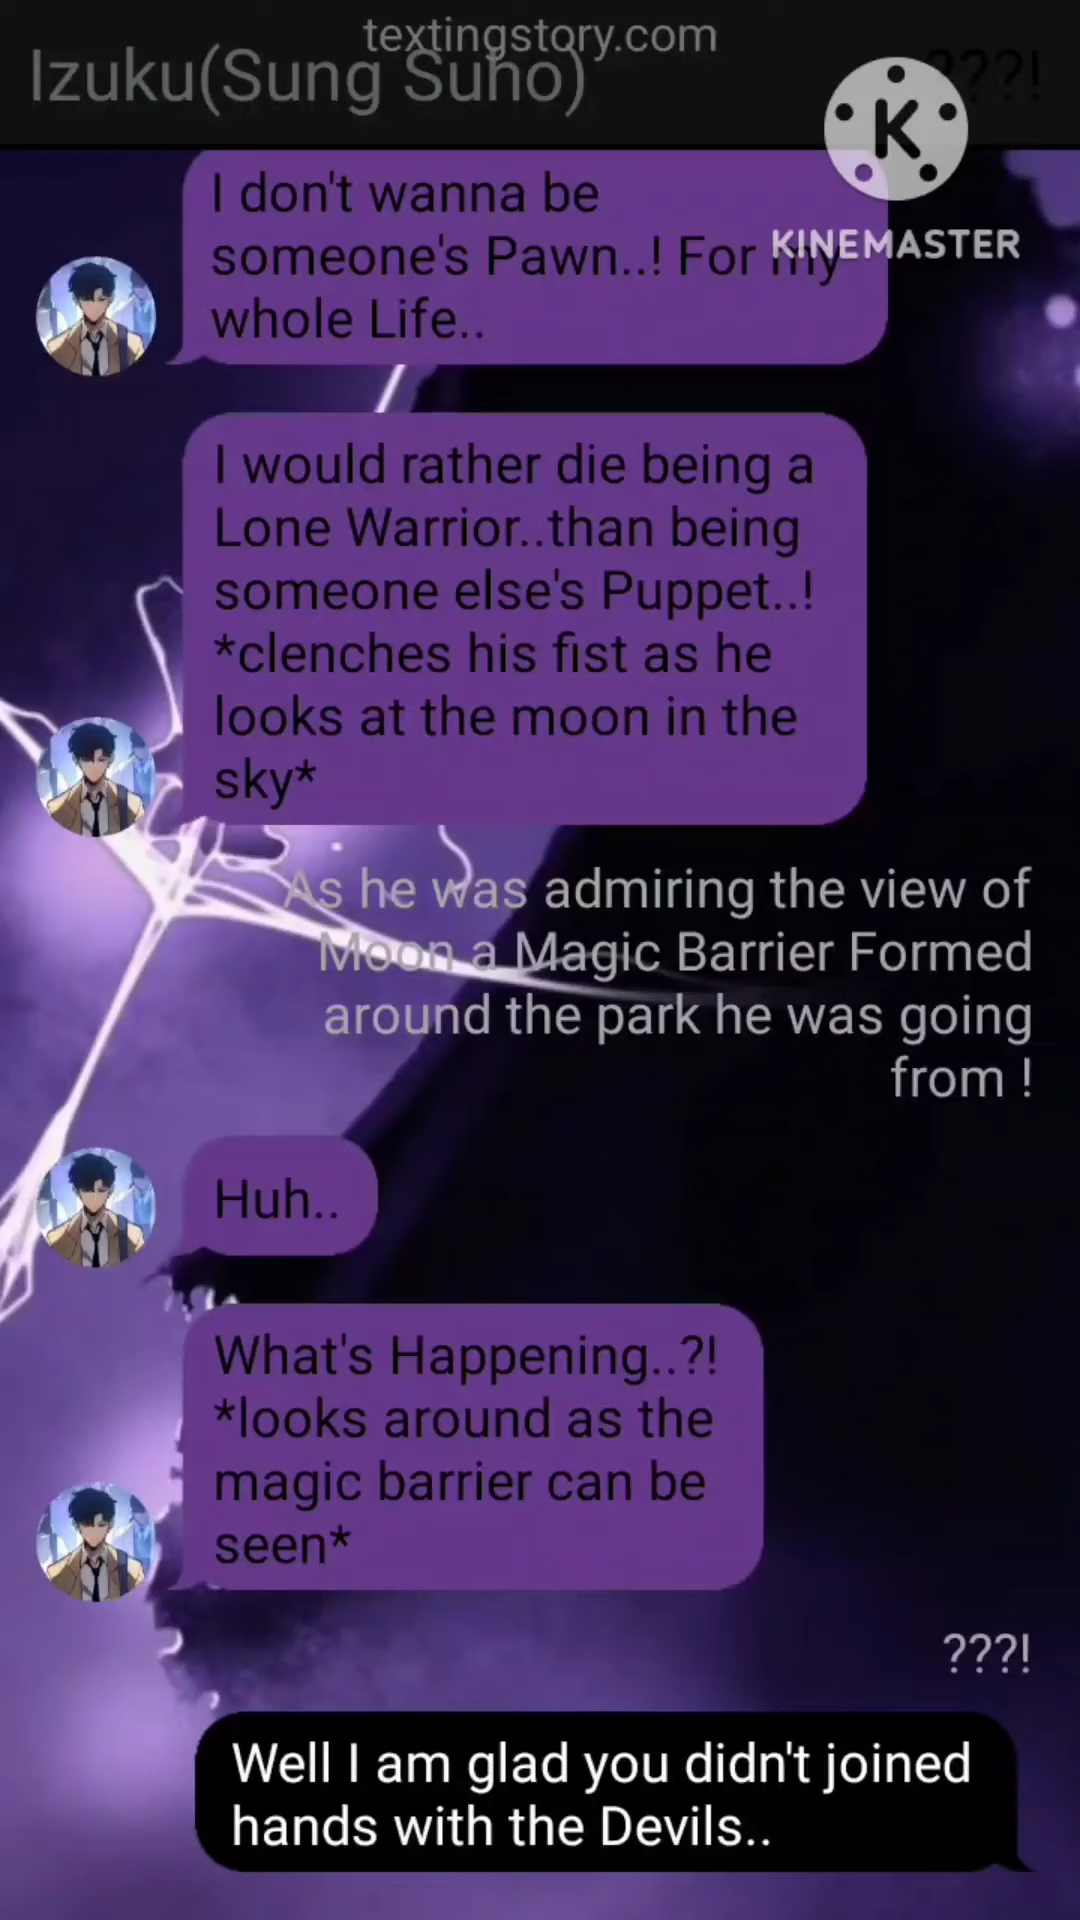 textingstory.com
Izuku(Sung Suho)
???!
K
KINEMASTER
I don't wanna be
someone's Pawn..! For my
whole Life..
I would rather die being a
Lone Warrior..than being
someone else's Puppet..!
*clenches his fist as he
looks at the moon in the
sky*
As he was admiring the view of
Moon a Magic Barrier Formed
around the park he was going
from !
Huh..
What's Happening..?!
*looks around as the
magic barrier can be
seen*
???!
Well I am glad you didn't joined
hands with the Devils..